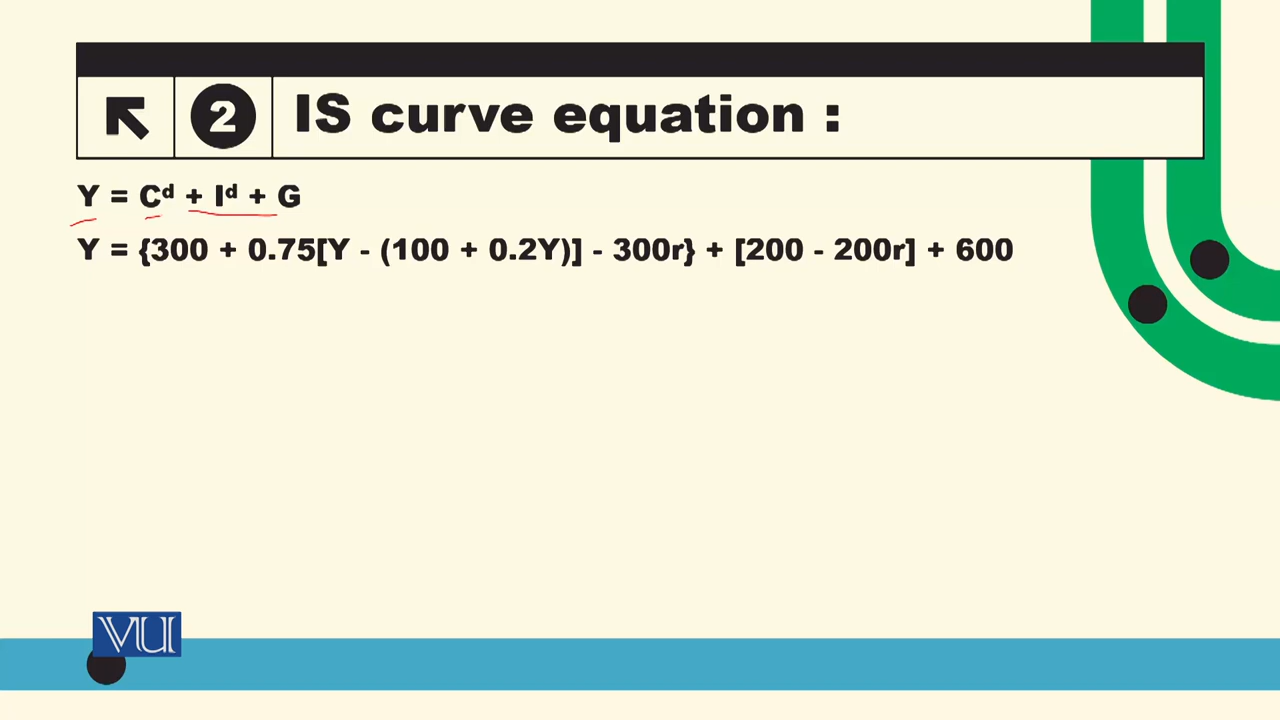 2 IS curve equation :
Y = Cᵈ + Iᵈ + G
Y = {300 + 0.75[Y - (100 + 0.2Y)] - 300r} + [200 - 200r] + 600
VU